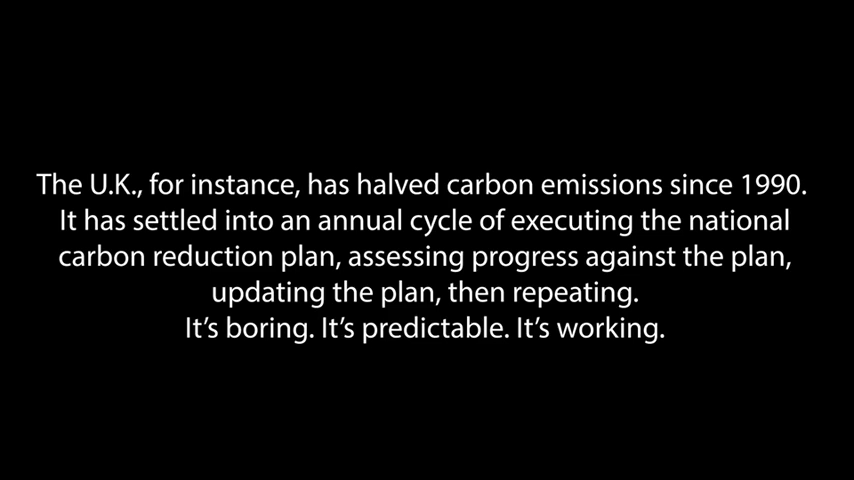 The U.K., for instance, has halved carbon emissions since 1990.
It has settled into an annual cycle of executing the national
carbon reduction plan, assessing progress against the plan,
updating the plan, then repeating.
It’s boring. It’s predictable. It’s working.